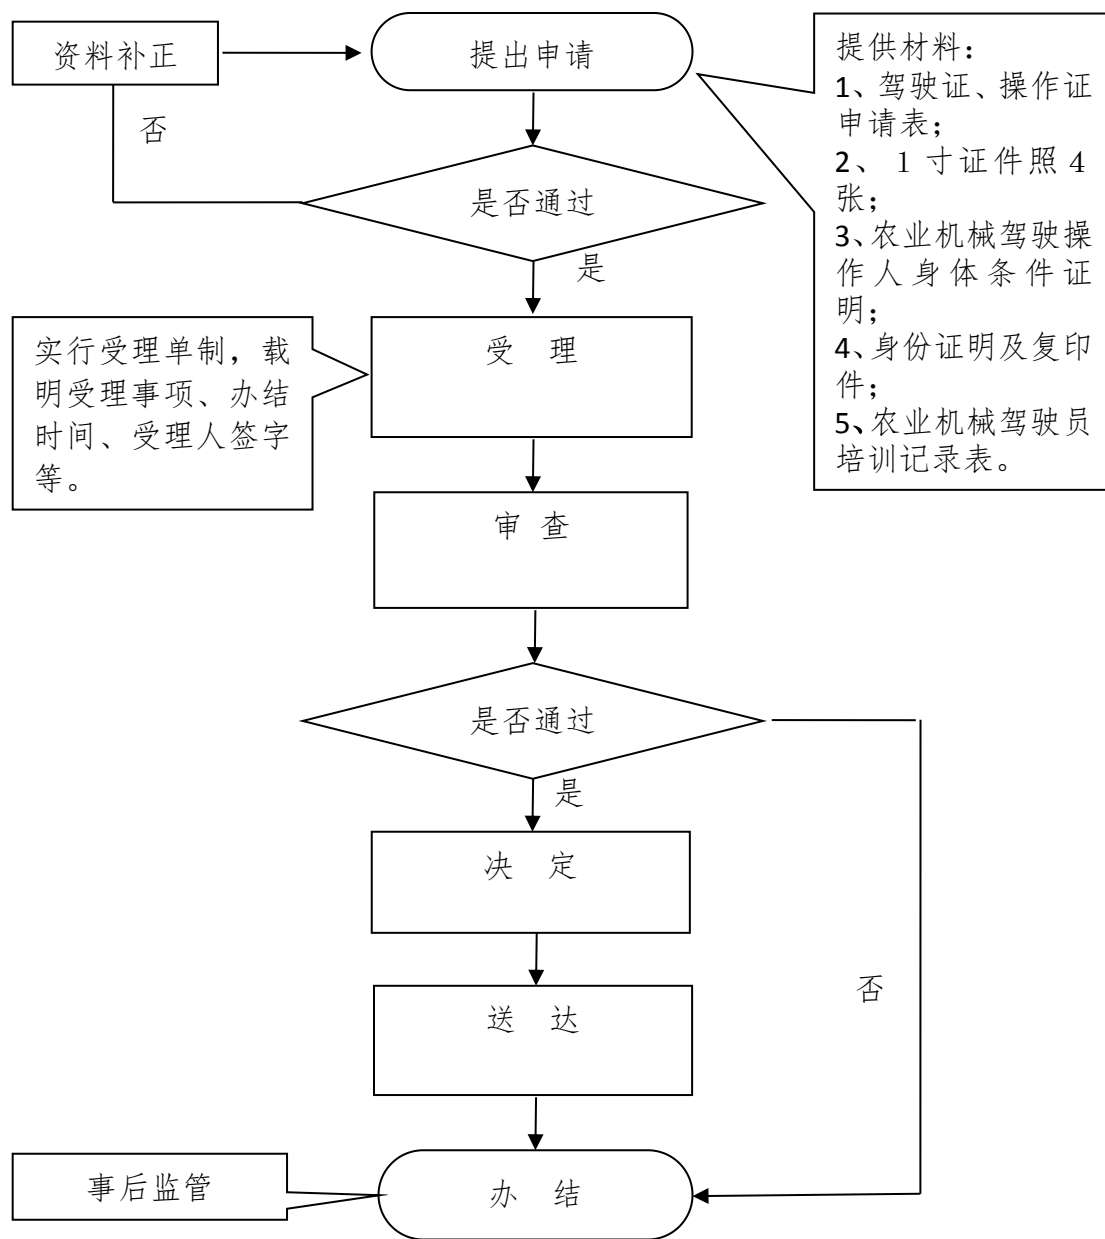 资料补正
提出申请
提供材料：
1、驾驶证、操作证
申请表；
2、 1 寸证件照 4
张；
3、农业机械驾驶操
作人身体条件证
明；
4、身份证明及复印
件；
5、农业机械驾驶员
培训记录表。
否
是否通过
是
实行受理单制，载
明受理事项、办结
时间、受理人签字
等。
受 理
审 查
是否通过
是
决 定
否
送 达
事后监管
办 结